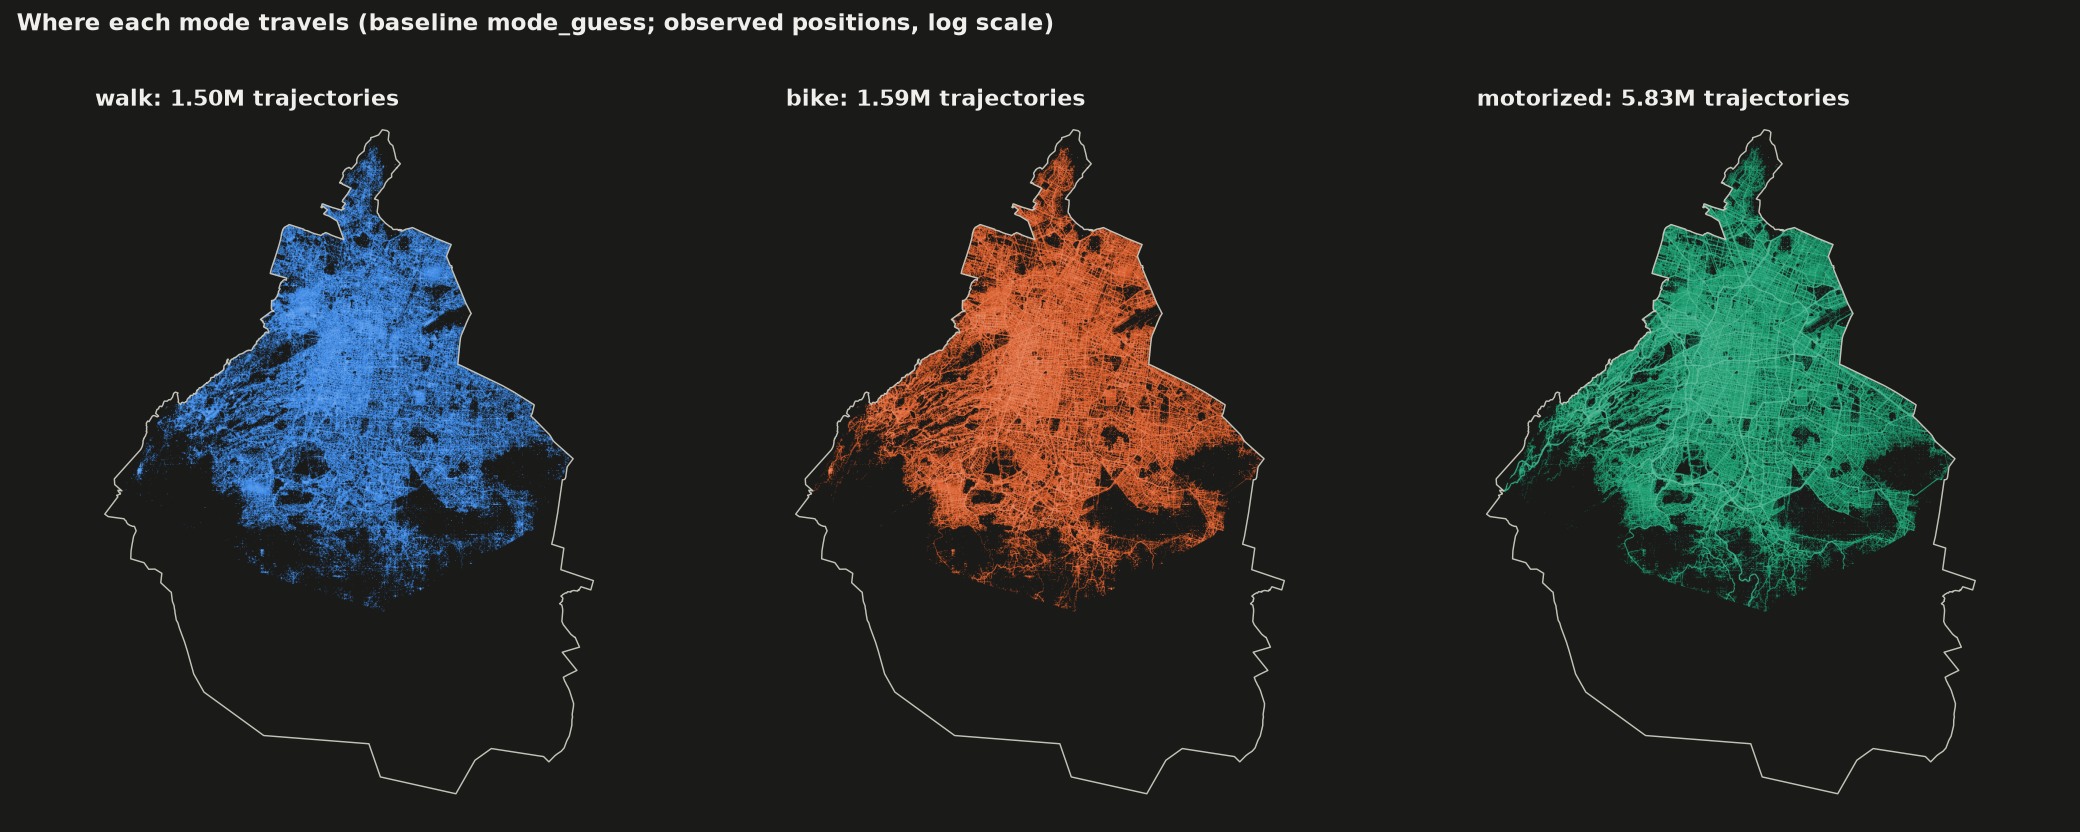 Where each mode travels (baseline mode_guess; observed positions, log scale)
walk: 1.50M trajectories
bike: 1.59M trajectories
motorized: 5.83M trajectories